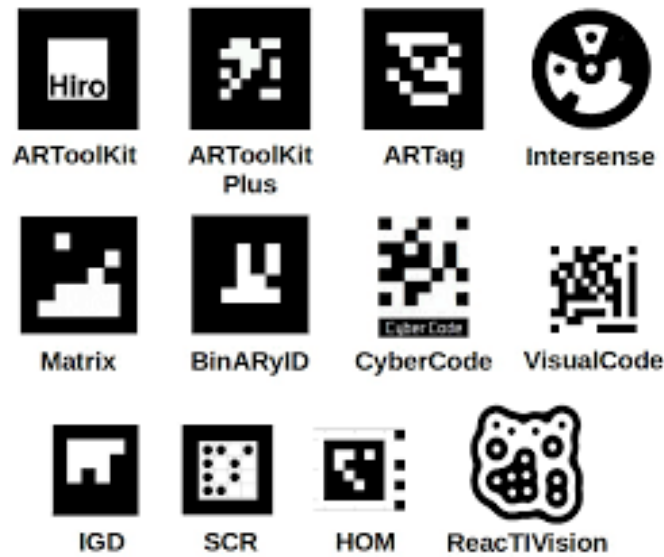 Hiro
ARToolKit
ARToolKit
Plus
ARTag
Intersense
CyberCode
Matrix
BinARyID
CyberCode
VisualCode
IGD
SCR
HOM
ReacTIVision